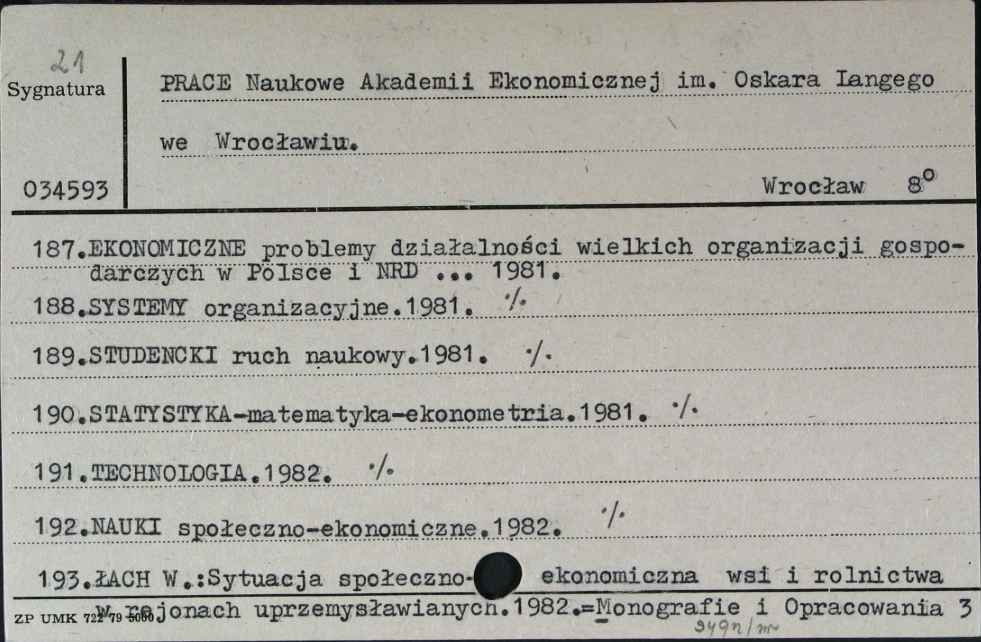 21
Sygnatura
PRACE Naukowe Akademii Ekonomicznej im. Oskara Langego
we Wrocławiu.
034593
Wrocław 8°
187.EKONOMICZNE problemy działalności wielkich organizacji gospo-
darczych w Polsce i NRD ... 1981.
188.SYSTEMY organizacyjne.1981. ·/.
189.STUDENCKI ruch naukowy.1981. ·/.
190.STATYSTYKA-matematyka-ekonometria.1981. ·/.
191.TECHNOLOGIA.1982. ·/.
192.NAUKI społeczno-ekonomiczne.1982. ·/.
193.ŁACH W.:Sytuacja społeczno- ekonomiczna wsi i rolnictwa
w rejonach uprzemysławianych.1982.=Monografie i Opracowania 3
ZP UMK